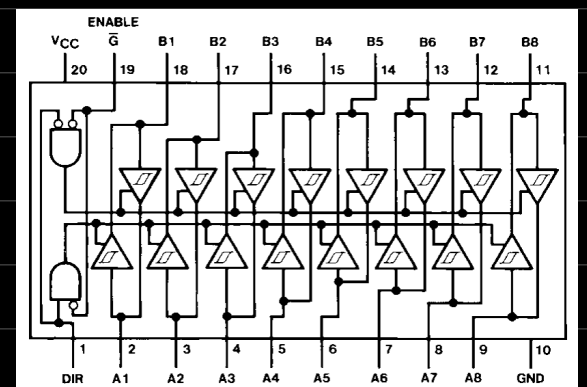 ENABLE
VCC G̅ B1 B2 B3 B4 B5 B6 B7 B8
20 19 18 17 16 15 14 13 12 11
1 2 3 4 5 6 7 8 9 10
DIR A1 A2 A3 A4 A5 A6 A7 A8 GND